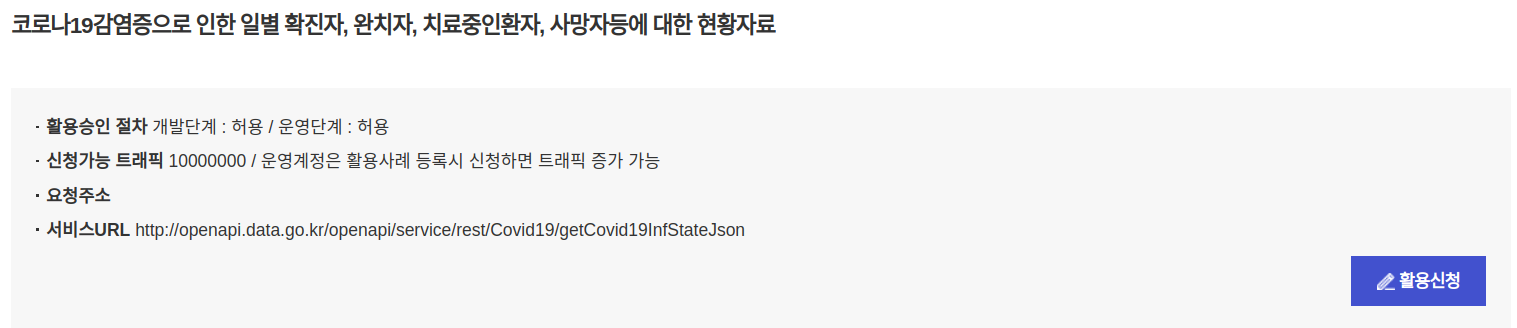 코로나19감염증으로 인한 일별 확진자, 완치자, 치료중인환자, 사망자등에 대한 현황자료
· 활용승인 절차 개발단계 : 허용 / 운영단계 : 허용
· 신청가능 트래픽 10000000 / 운영계정은 활용사례 등록시 신청하면 트래픽 증가 가능
· 요청주소
· 서비스URL http://openapi.data.go.kr/openapi/service/rest/Covid19/getCovid19InfStateJson
활용신청